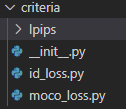 criteria
lpips
__init__.py
id_loss.py
moco_loss.py